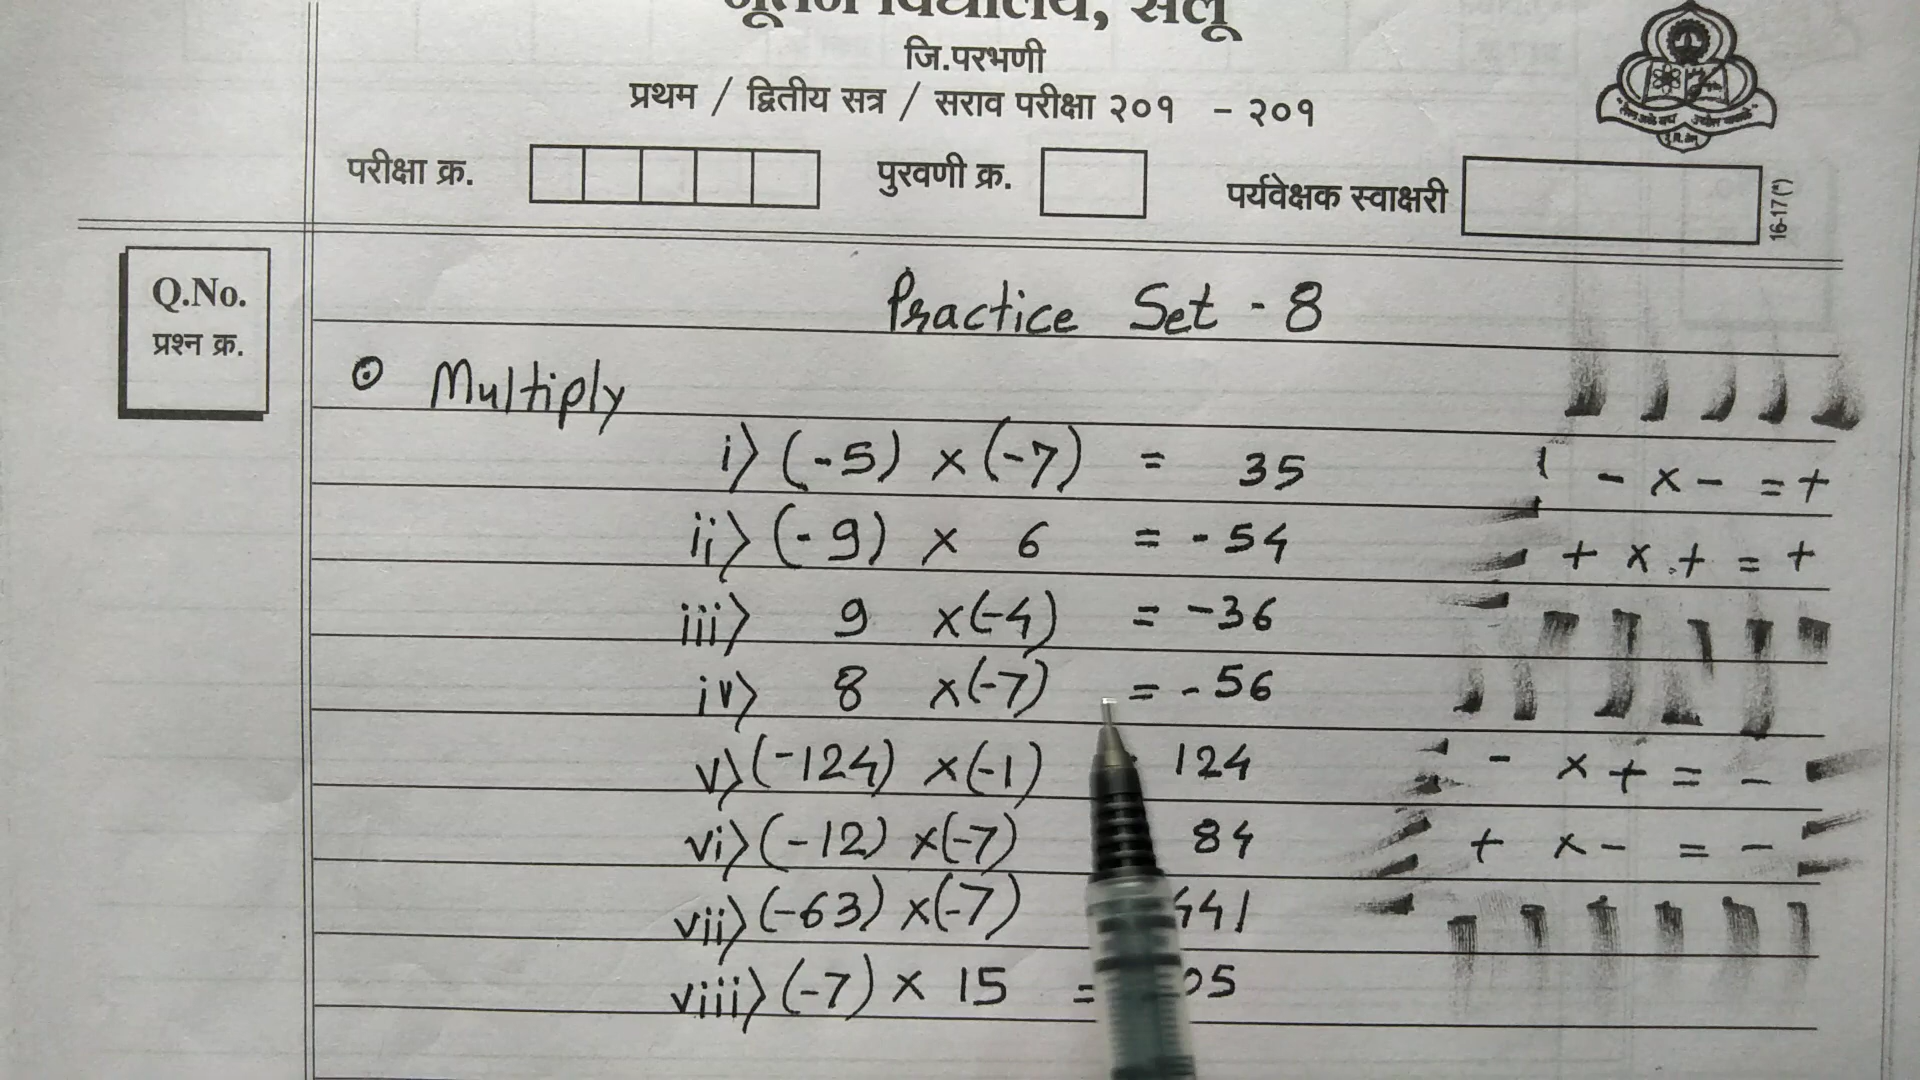 जि.परभणी
प्रथम / द्वितीय सत्र / सराव परीक्षा २०१ - २०१
परीक्षा क्र.
पुरवणी क्र.
पर्यवेक्षक स्वाक्षरी
16-17(*)
Q.No.
प्रश्न क्र.
Practice Set - 8
⊙ Multiply
i) (-5) × (-7) = 35
- × - = +
ii) (-9) × 6 = -54
+ × + = +
iii) 9 ×(-4) = -36
iv) 8 ×(-7) = -56
v) (-124) ×(-1) 124
- × + = -
vi) (-12) ×(-7) 84
+ × - = -
vii) (-63) ×(-7) 441
viii) (-7) × 15 = 05